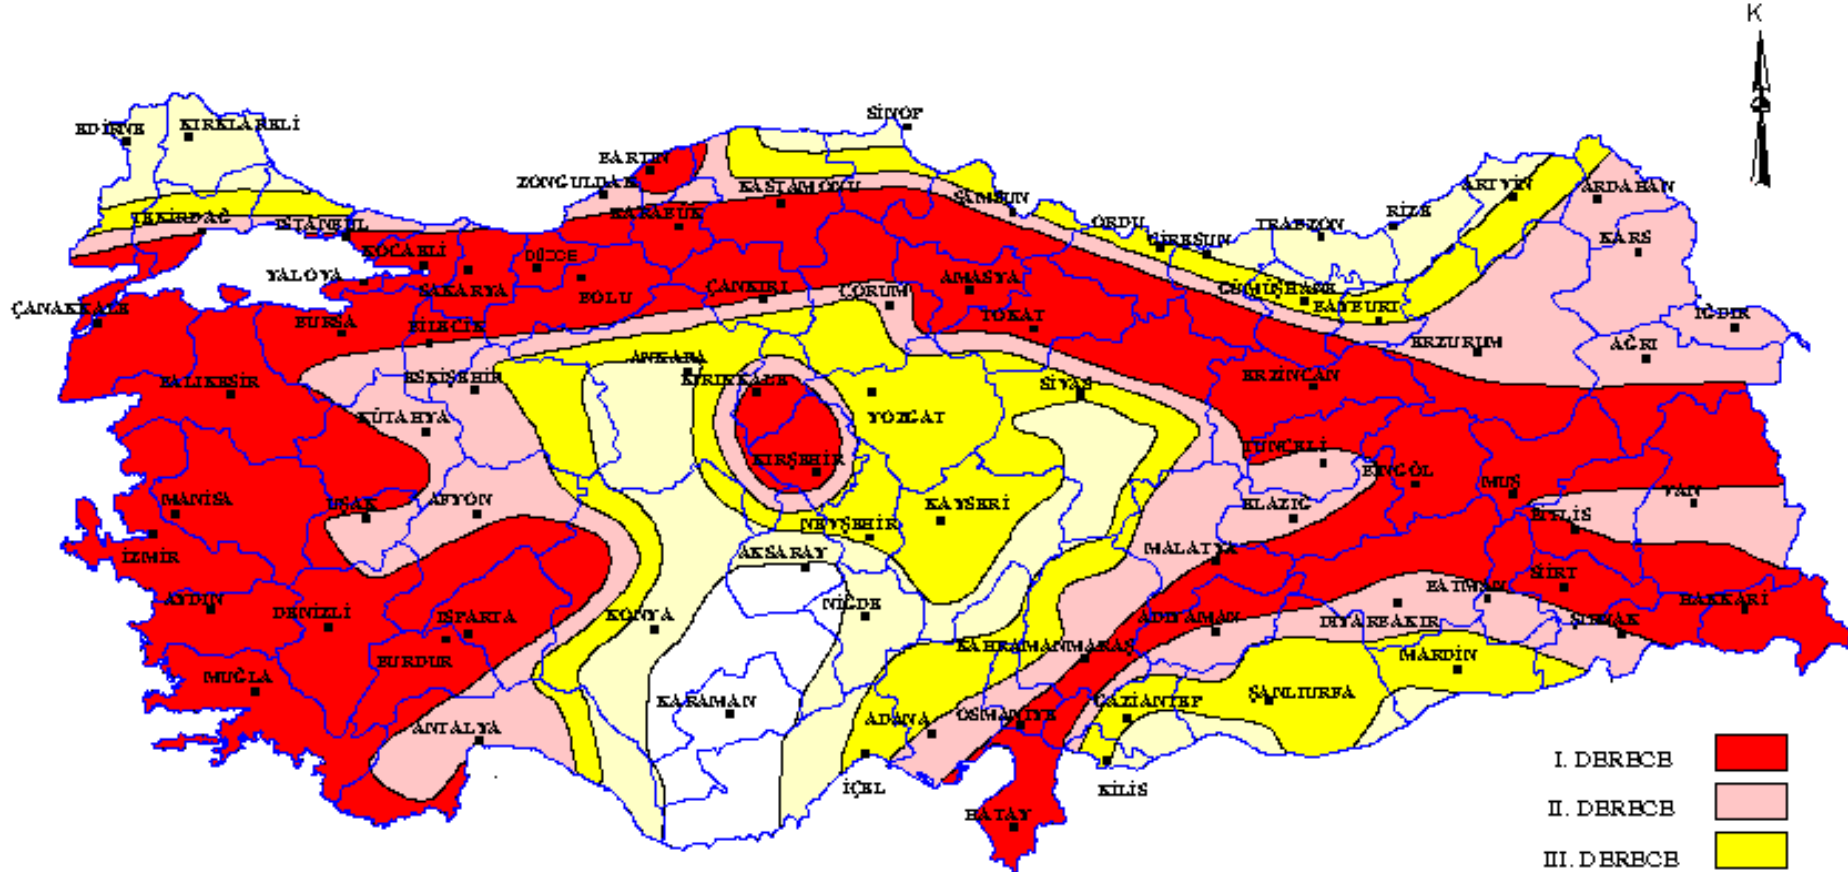 K
SİNOP
EDİRNE
KIRKLARELİ
BARTIN
ZONGULDAK
KASTAMONU
ARTVİN
ARDAHAN
TEKİRDAĞ
İSTANBUL
KARABÜK
SAMSUN
ORDU
GİRESUN
TRABZON
RİZE
KARS
KOCAELİ
DÜZCE
YALOVA
SAKARYA
BOLU
ÇANKIRI
ÇORUM
AMASYA
GÜMÜŞHANE
BAYBURT
IĞDIR
ÇANAKKALE
BURSA
BİLECİK
TOKAT
ERZURUM
AĞRI
ANKARA
BALIKESİR
ESKİŞEHİR
KIRIKKALE
SİVAS
ERZİNCAN
KÜTAHYA
YOZGAT
TUNCELİ
KIRŞEHİR
BİNGÖL
MUŞ
VAN
MANİSA
UŞAK
AFYON
KAYSERİ
ELAZIĞ
NEVŞEHİR
BİTLİS
İZMİR
AKSARAY
MALATYA
SİİRT
AYDIN
DENİZLİ
ISPARTA
KONYA
NİĞDE
ADIYAMAN
DİYARBAKIR
BATMAN
ŞIRNAK
HAKKARİ
BURDUR
KAHRAMANMARAŞ
MARDİN
MUĞLA
KARAMAN
GAZİANTEP
ŞANLIURFA
ANTALYA
ADANA
OSMANİYE
İÇEL
KİLİS
HATAY
I. DERECE
II. DERECE
III. DERECE